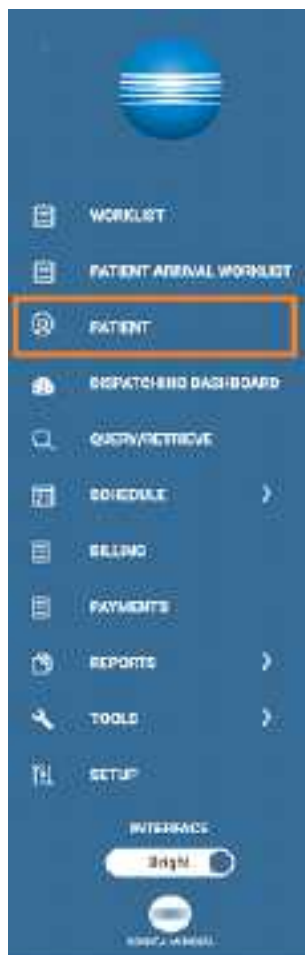 WORKLIST
PATIENT ARRIVAL WORKLIST
PATIENT
DISPATCHING DASHBOARD
QUERY/RETRIEVE
SCHEDULE
BILLING
PAYMENTS
REPORTS
TOOLS
SETUP
INTERFACE
Bright